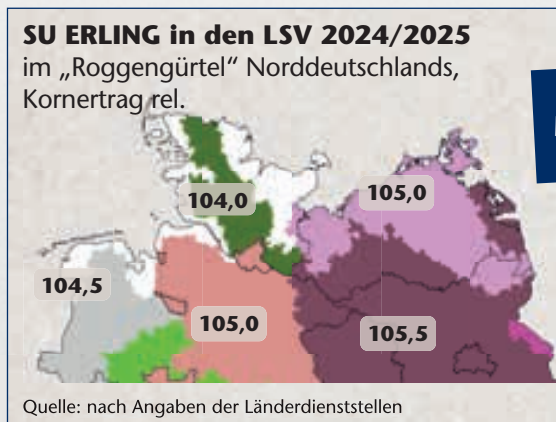 SU ERLING in den LSV 2024/2025
im „Roggengürtel“ Norddeutschlands,
Kornertrag rel.
104,0
105,0
104,5
105,0
105,5
Quelle: nach Angaben der Länderdienststellen